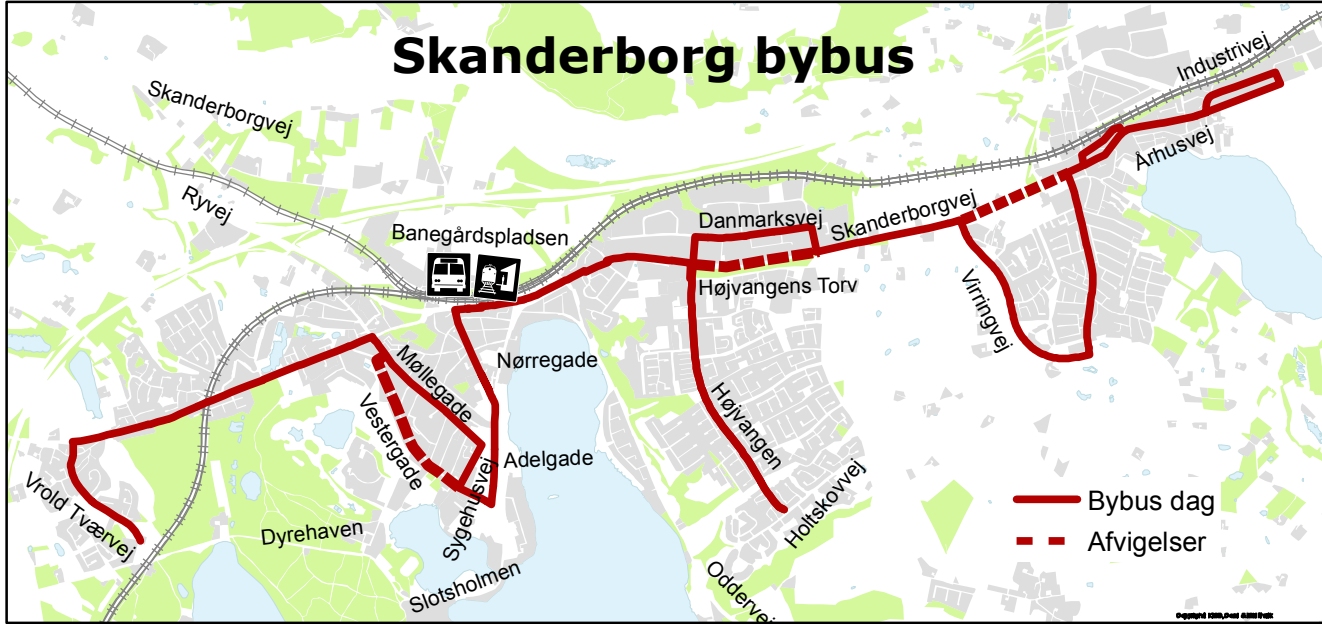 Skanderborg bybus
Industrivej
Skanderborgvej
Århusvej
Ryvej
Banegårdspladsen
Danmarksvej
Skanderborgvej
Højvangens Torv
Virringvej
Nørregade
Møllegade
Vestergade
Højvangen
Adelgade
Sygehusvej
Holtskovvej
Vrold Tværvej
Dyrehaven
Slotsholmen
Oddervej
Bybus dag
Afvigelser